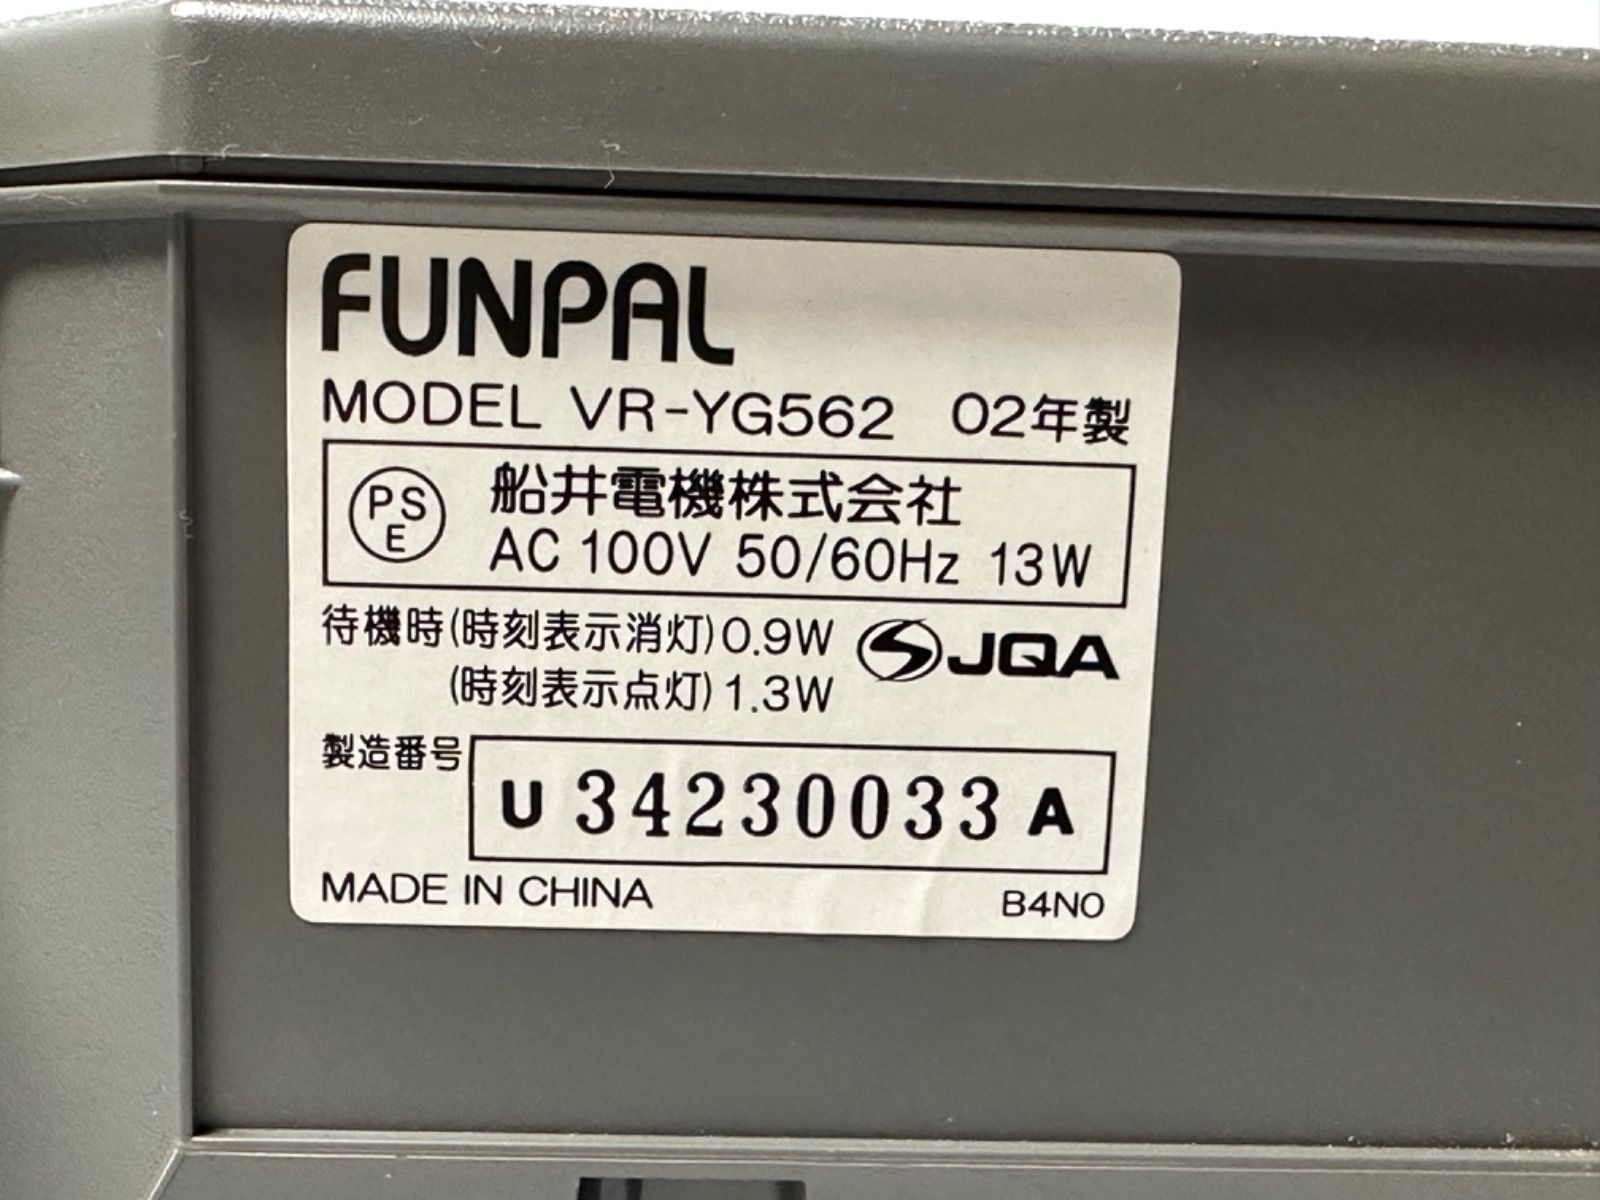 FUNPAL
MODEL VR-YG562 02年製
PSE 船井電機株式会社
AC 100V 50/60Hz 13W
待機時(時刻表示消灯)0.9W
(時刻表示点灯)1.3W
JQA
製造番号 U 34230033 A
MADE IN CHINA B4N0